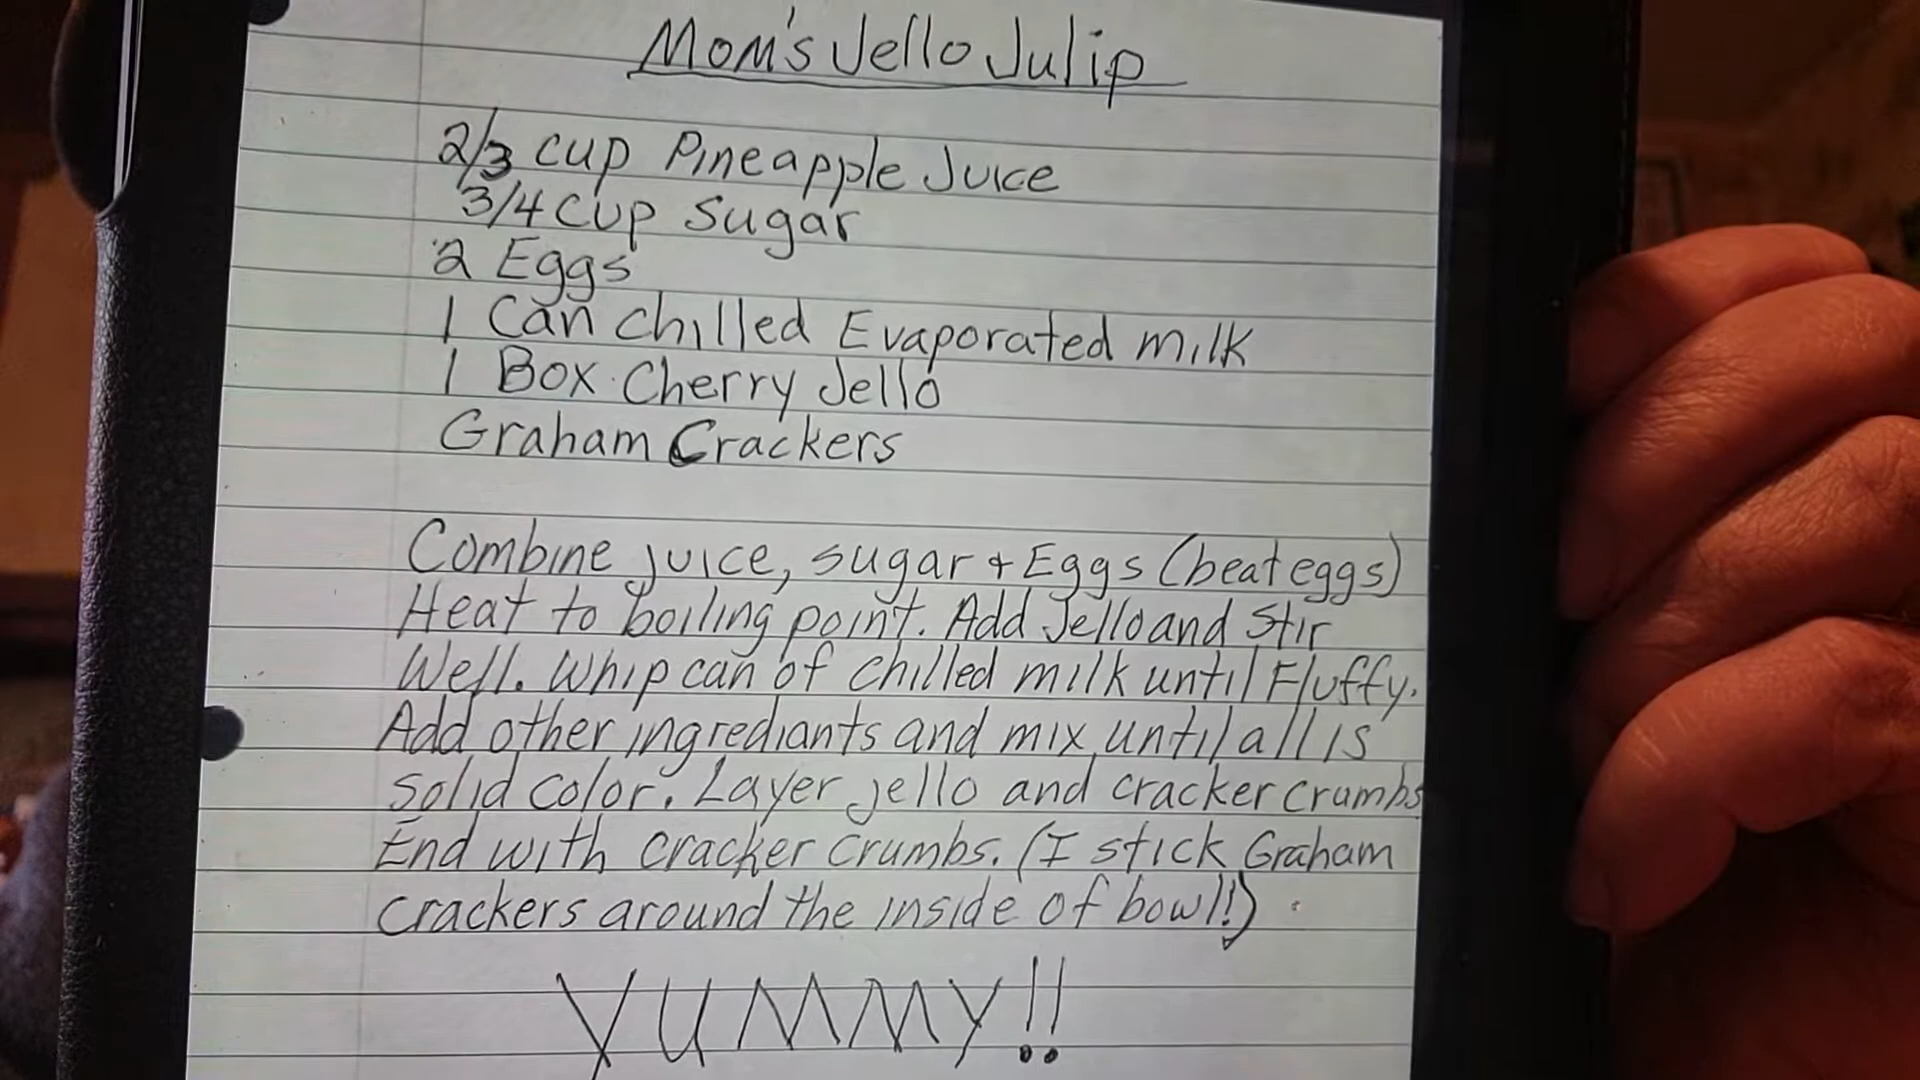 Mom's Jello Julip
2/3 cup Pineapple Juice
3/4 cup Sugar
2 Eggs
1 Can Chilled Evaporated milk
1 Box Cherry Jello
Graham Crackers
Combine juice, sugar + Eggs (beat eggs)
Heat to boiling point. Add Jello and Stir
Well. Whip can of chilled milk until Fluffy.
Add other ingrediants and mix until all is
solid color. Layer jello and cracker crumbs
End with cracker crumbs. (I stick Graham
crackers around the inside of bowl!)
YUMMY!!